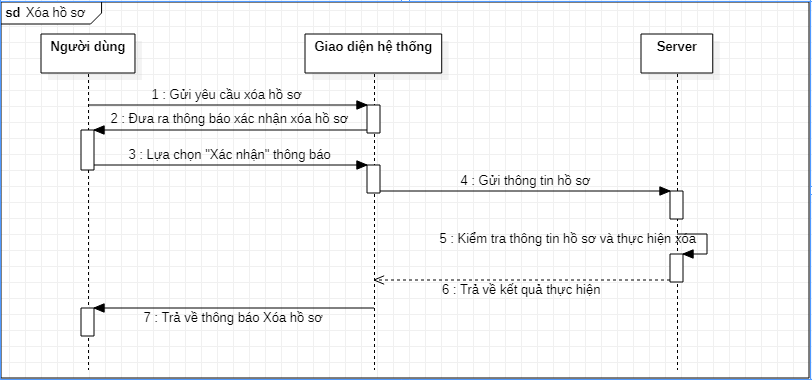 sd Xóa hồ sơ
Người dùng
Giao diện hệ thống
Server
1 : Gửi yêu cầu xóa hồ sơ
2 : Đưa ra thông báo xác nhận xóa hồ sơ
3 : Lựa chọn "Xác nhận" thông báo
4 : Gửi thông tin hồ sơ
5 : Kiểm tra thông tin hồ sơ và thực hiện xóa
6 : Trả về kết quả thực hiện
7 : Trả về thông báo Xóa hồ sơ